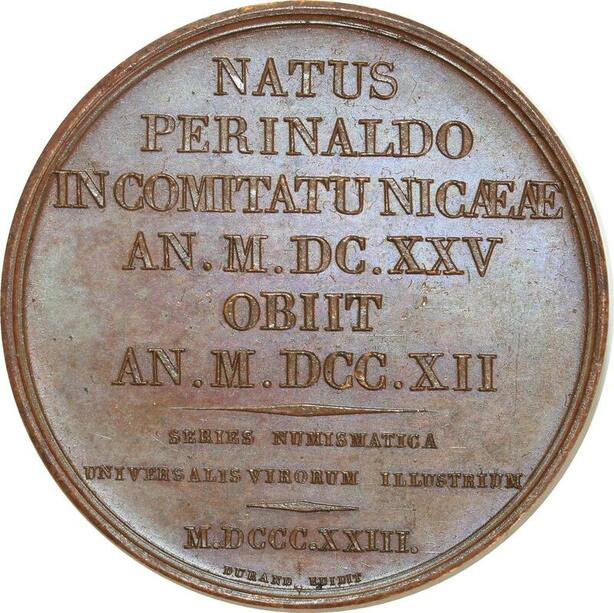 NATUS
PERINALDO
IN COMITATU NICÆÆ
AN. M. DC. XXV
OBIIT
AN. M. DCC. XII
SERIES NUMISMATICA
UNIVERSALIS VIRORUM ILLUSTRIUM
M.DCCC.XXIII.
DURAND EDIDIT